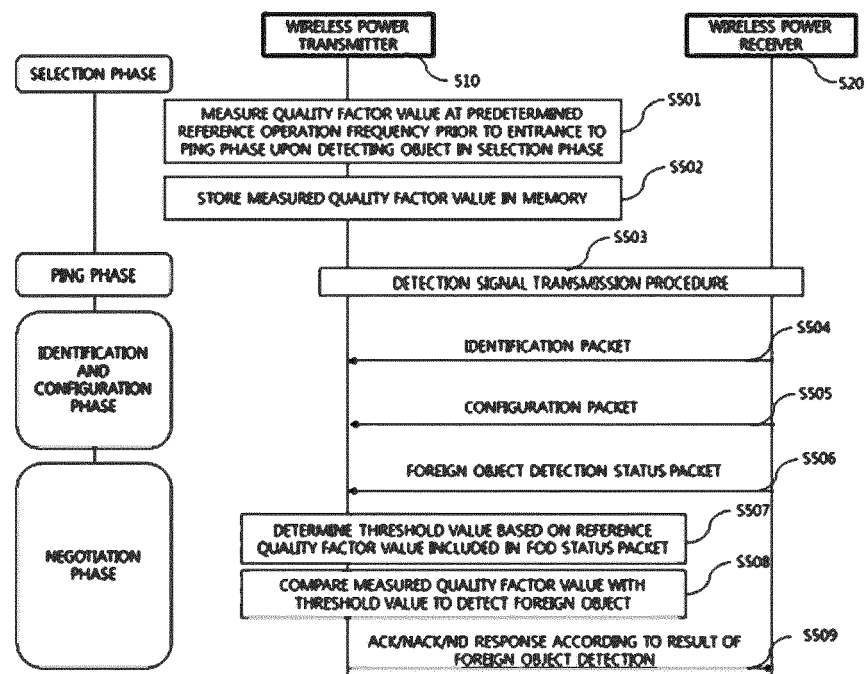 WIRELESS POWER
TRANSMITTER
WIRELESS POWER
RECEIVER
510
520
SELECTION PHASE
S501
MEASURE QUALITY FACTOR VALUE AT PREDETERMINED
REFERENCE OPERATION FREQUENCY PRIOR TO ENTRANCE TO
PING PHASE UPON DETECTING OBJECT IN SELECTION PHASE
S502
STORE MEASURED QUALITY FACTOR VALUE IN MEMORY
S503
PING PHASE
DETECTION SIGNAL TRANSMISSION PROCEDURE
IDENTIFICATION
AND
CONFIGURATION
PHASE
IDENTIFICATION PACKET
S504
CONFIGURATION PACKET
S505
FOREIGN OBJECT DETECTION STATUS PACKET
S506
NEGOTIATION
PHASE
S507
DETERMINE THRESHOLD VALUE BASED ON REFERENCE
QUALITY FACTOR VALUE INCLUDED IN FOD STATUS PACKET
S508
COMPARE MEASURED QUALITY FACTOR VALUE WITH
THRESHOLD VALUE TO DETECT FOREIGN OBJECT
ACK/NACK/ND RESPONSE ACCORDING TO RESULT OF
FOREIGN OBJECT DETECTION
S509